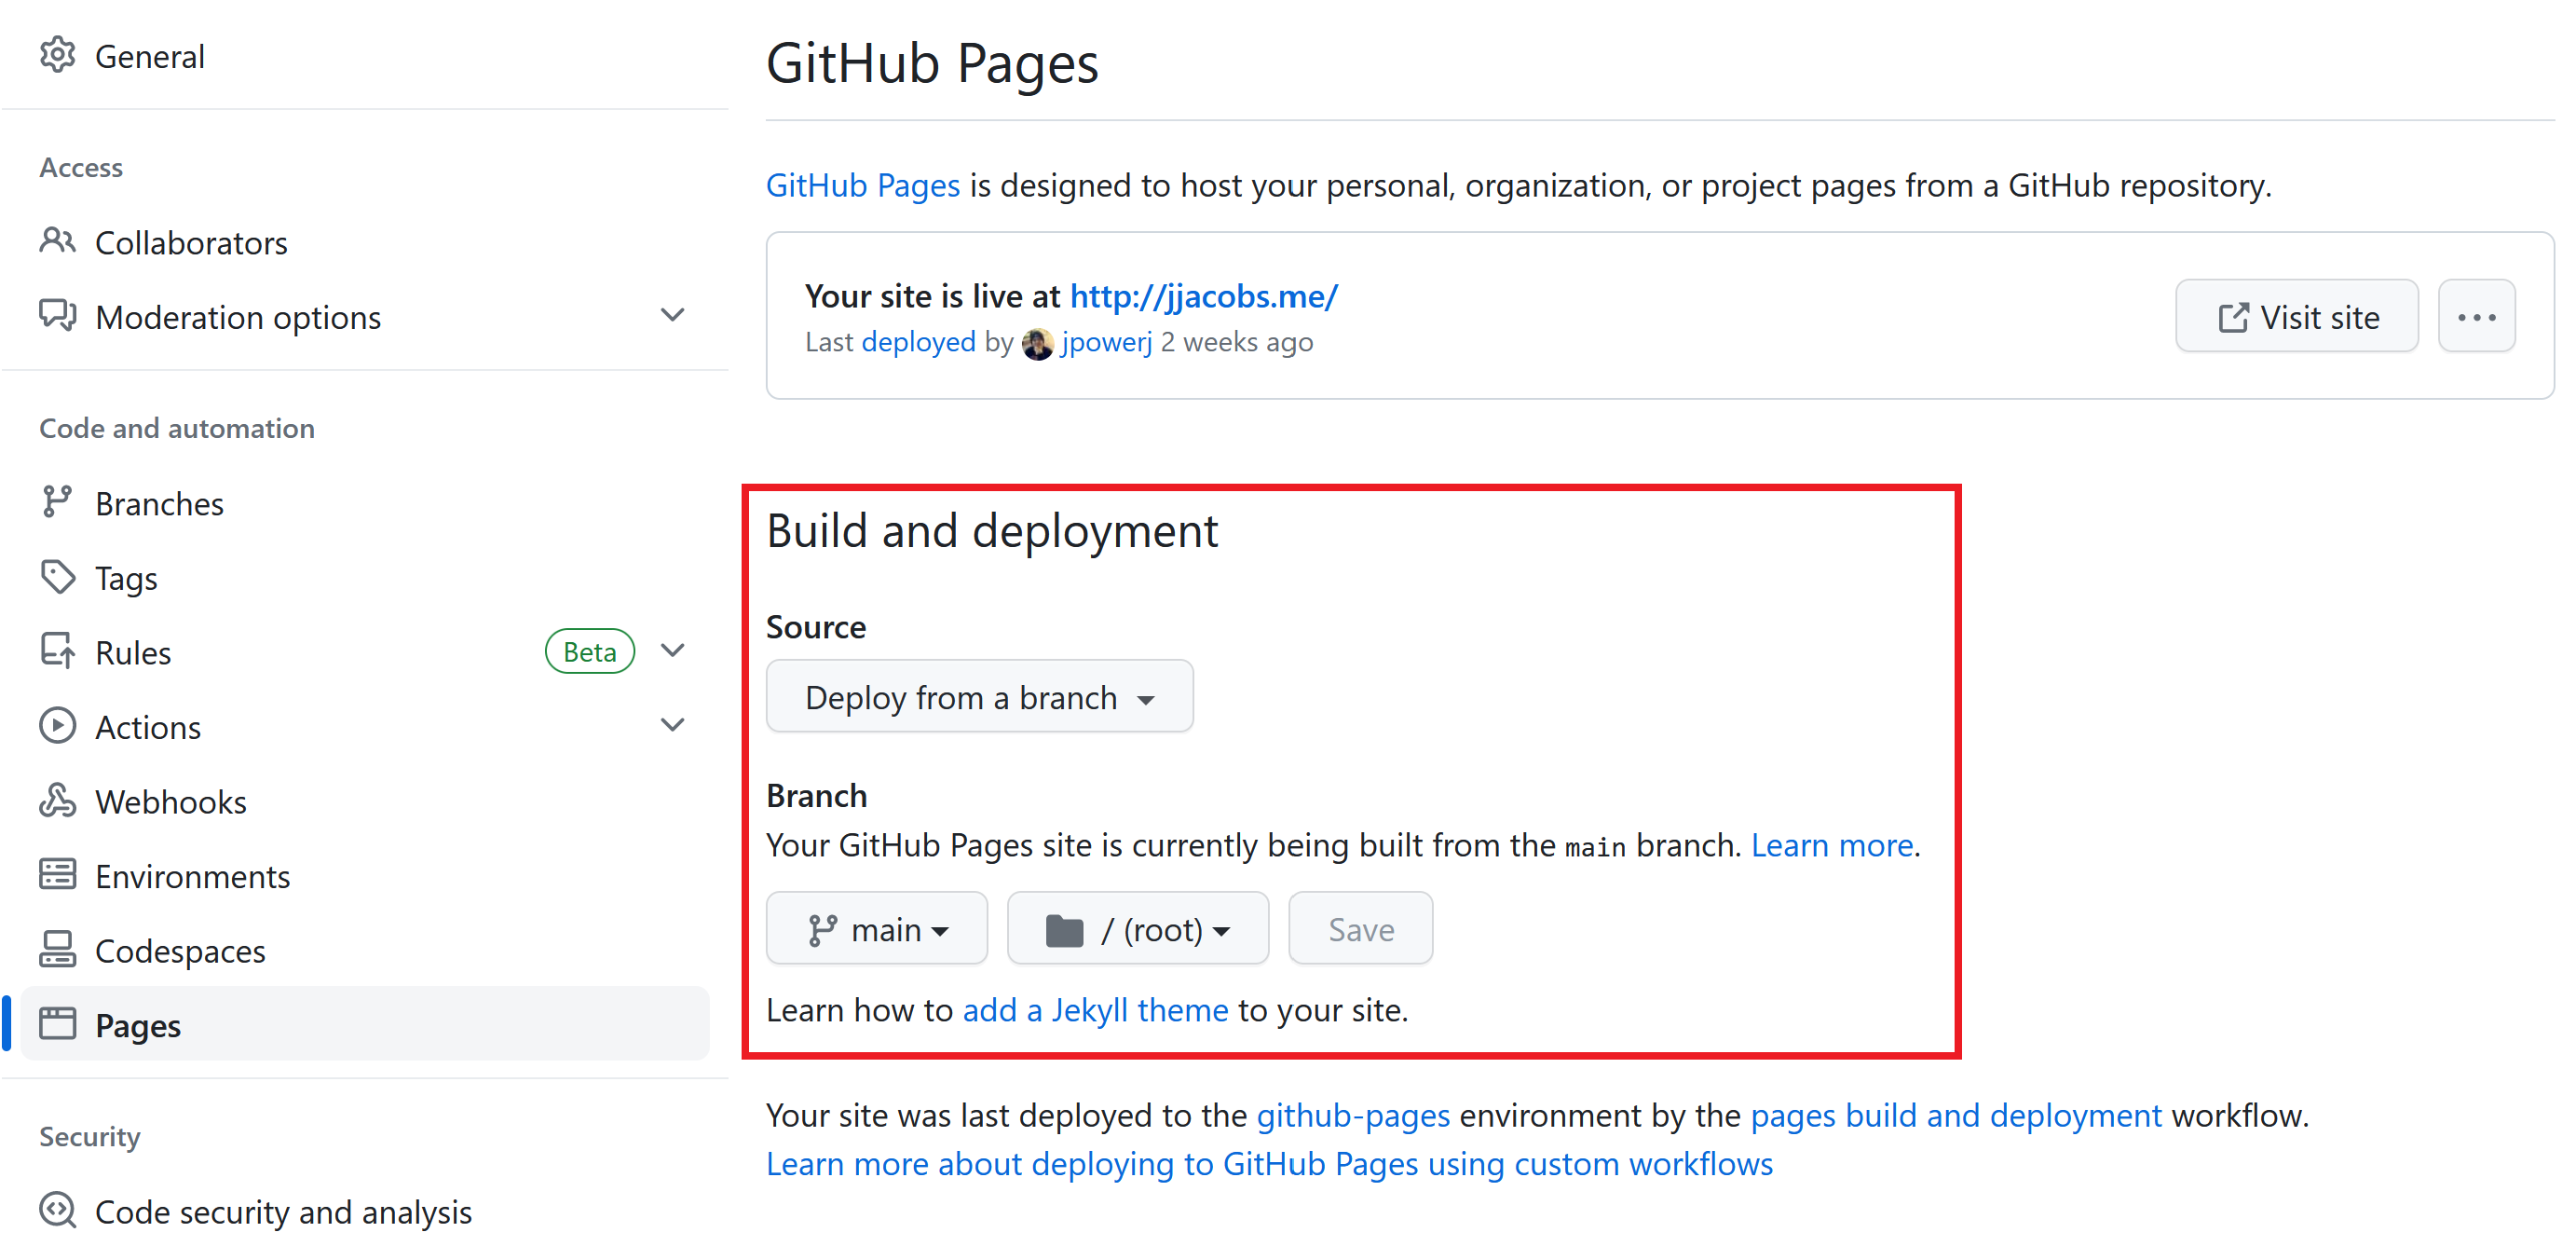 General
Access
Collaborators
Moderation options
Code and automation
Branches
Tags
Rules Beta
Actions
Webhooks
Environments
Codespaces
Pages
Security
Code security and analysis
GitHub Pages
GitHub Pages is designed to host your personal, organization, or project pages from a GitHub repository.
Your site is live at http://jjacobs.me/
Last deployed by jpowerj 2 weeks ago
Visit site
Build and deployment
Source
Deploy from a branch
Branch
Your GitHub Pages site is currently being built from the main branch. Learn more.
main / (root) Save
Learn how to add a Jekyll theme to your site.
Your site was last deployed to the github-pages environment by the pages build and deployment workflow.
Learn more about deploying to GitHub Pages using custom workflows